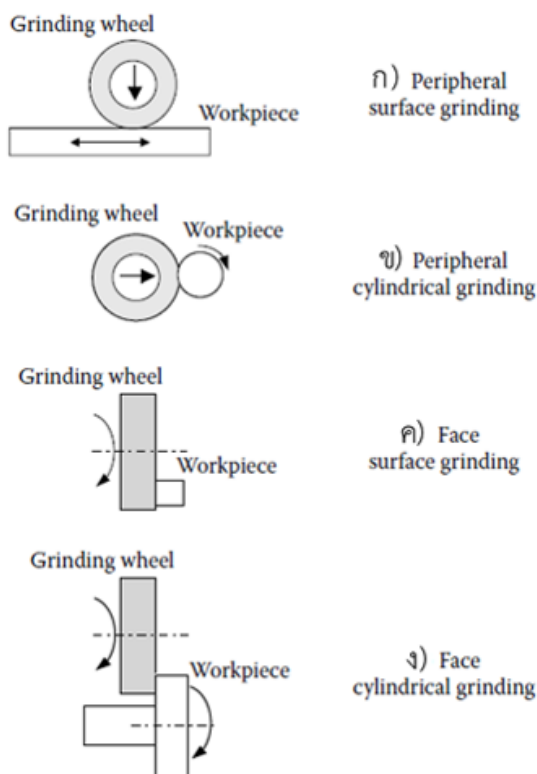 Grinding wheel
Workpiece
ก) Peripheral
surface grinding
Grinding wheel
Workpiece
ข) Peripheral
cylindrical grinding
Grinding wheel
Workpiece
ค) Face
surface grinding
Grinding wheel
Workpiece
ง) Face
cylindrical grinding